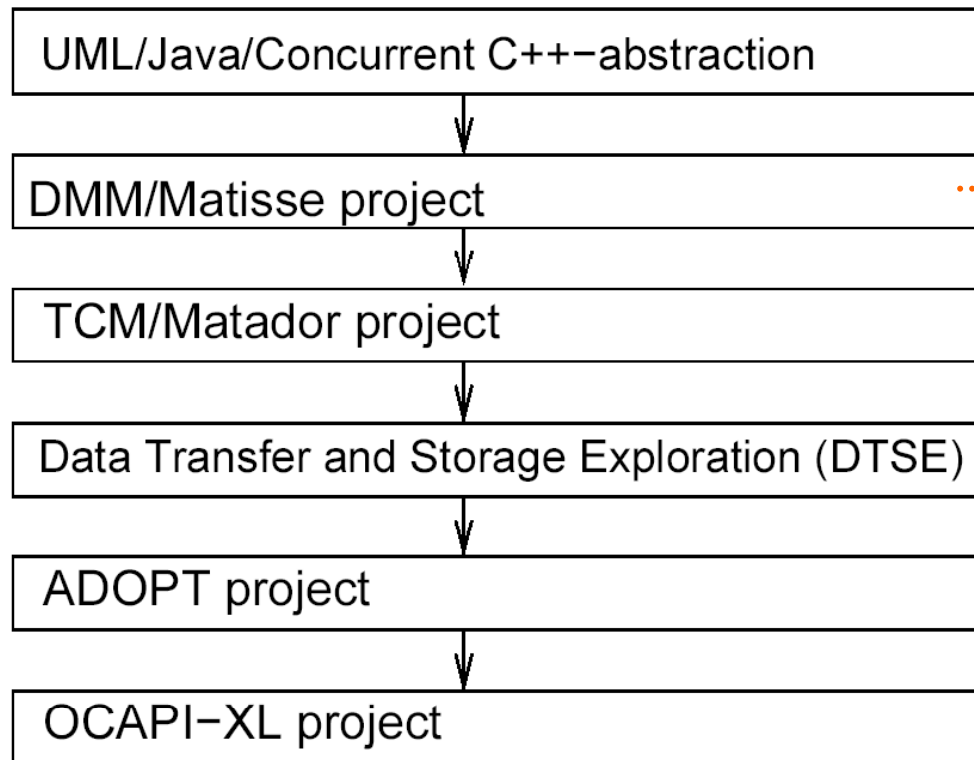 UML/Java/Concurrent C++−abstraction
DMM/Matisse project
TCM/Matador project
Data Transfer and Storage Exploration (DTSE)
ADOPT project
OCAPI−XL project